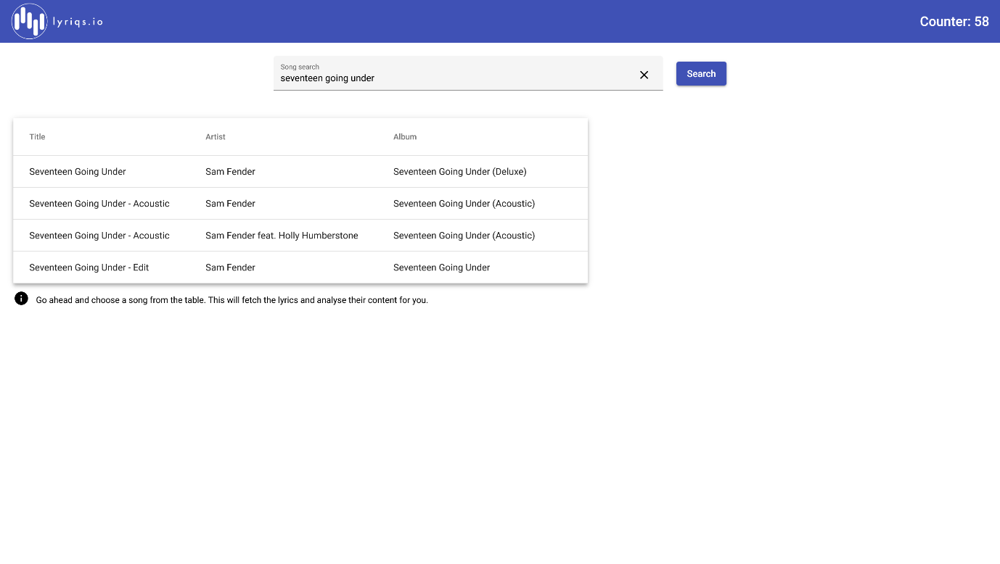 lyriqs.io Counter: 58
Song search
seventeen going under
Search
Title Artist Album
Seventeen Going Under Sam Fender Seventeen Going Under (Deluxe)
Seventeen Going Under - Acoustic Sam Fender Seventeen Going Under (Acoustic)
Seventeen Going Under - Acoustic Sam Fender feat. Holly Humberstone Seventeen Going Under (Acoustic)
Seventeen Going Under - Edit Sam Fender Seventeen Going Under
Go ahead and choose a song from the table. This will fetch the lyrics and analyse their content for you.